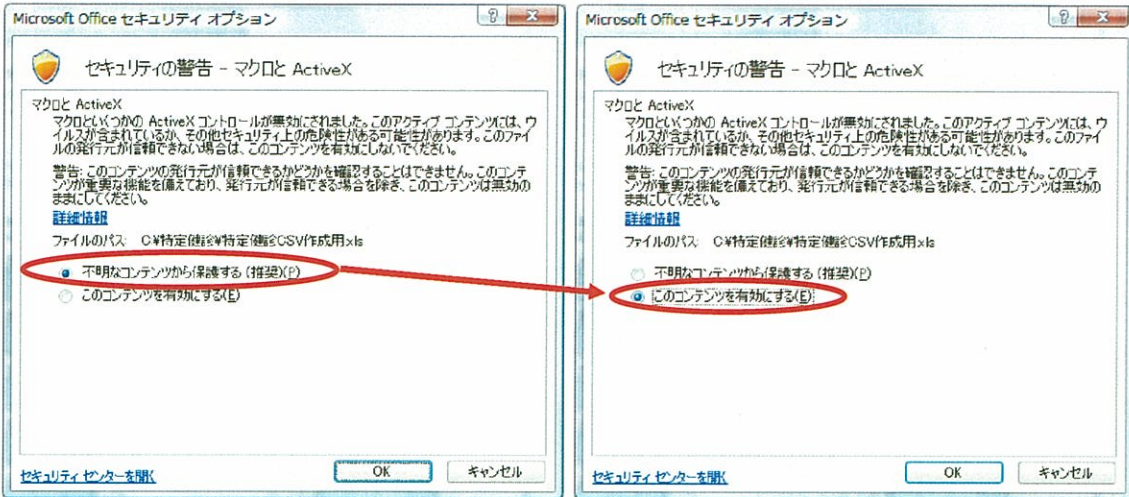 Microsoft Office セキュリティ オプション
セキュリティの警告 - マクロと ActiveX
マクロと ActiveX
マクロといくつかの ActiveX コントロールが無効にされました。このアクティブ コンテンツには、ウ
イルスが含まれているか、その他セキュリティ上の危険性がある可能性があります。このファイ
ルの発行元が信頼できない場合は、このコンテンツを有効にしないでください。
警告: このコンテンツの発行元が信頼できるかどうかを確認することはできません。このコンテ
ンツが重要な機能を備えており、発行元が信頼できる場合を除き、このコンテンツは無効の
ままにしてください。
詳細情報
ファイルのパス: C:¥特定健診¥特定健診CSV作成用.xls
不明なコンテンツから保護する (推奨)(P)
このコンテンツを有効にする(E)
セキュリティ センターを開く
OK
キャンセル
Microsoft Office セキュリティ オプション
セキュリティの警告 - マクロと ActiveX
マクロと ActiveX
マクロといくつかの ActiveX コントロールが無効にされました。このアクティブ コンテンツには、ウ
イルスが含まれているか、その他セキュリティ上の危険性がある可能性があります。このファイ
ルの発行元が信頼できない場合は、このコンテンツを有効にしないでください。
警告: このコンテンツの発行元が信頼できるかどうかを確認することはできません。このコンテ
ンツが重要な機能を備えており、発行元が信頼できる場合を除き、このコンテンツは無効の
ままにしてください。
詳細情報
ファイルのパス: C:¥特定健診¥特定健診CSV作成用.xls
不明なコンテンツから保護する (推奨)(P)
このコンテンツを有効にする(E)
セキュリティ センターを開く
OK
キャンセル